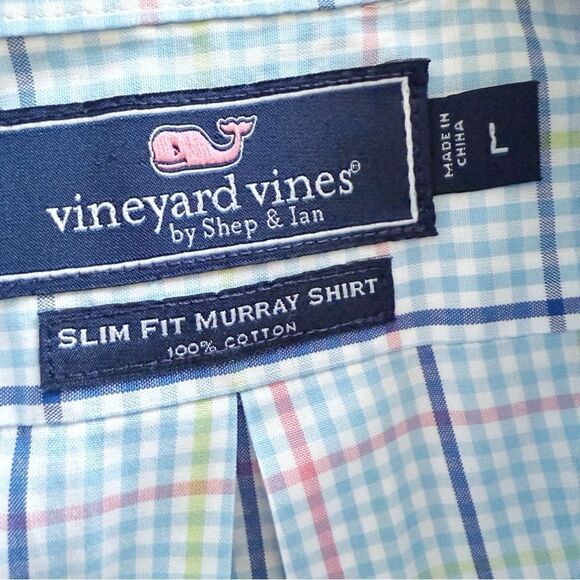 vineyard vines®
by Shep & Ian
MADE IN
CHINA
L
SLIM FIT MURRAY SHIRT
100% COTTON